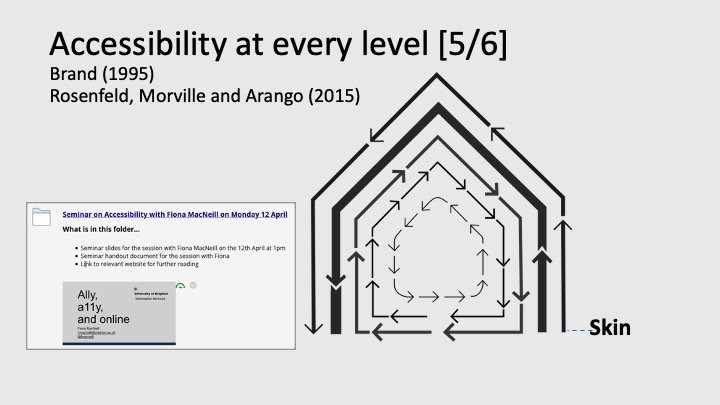 Accessibility at every level [5/6]
Brand (1995)
Rosenfeld, Morville and Arango (2015)
Seminar on Accessibility with Fiona MacNeill on Monday 12 April
What is in this folder...
Seminar slides for the session with Fiona MacNeill on the 12th April at 1pm
Seminar handout document for the session with Fiona
Link to relevant website for further reading
University of Brighton
Information Services
Ally,
a11y,
and online
Fiona MacNeill
Skin